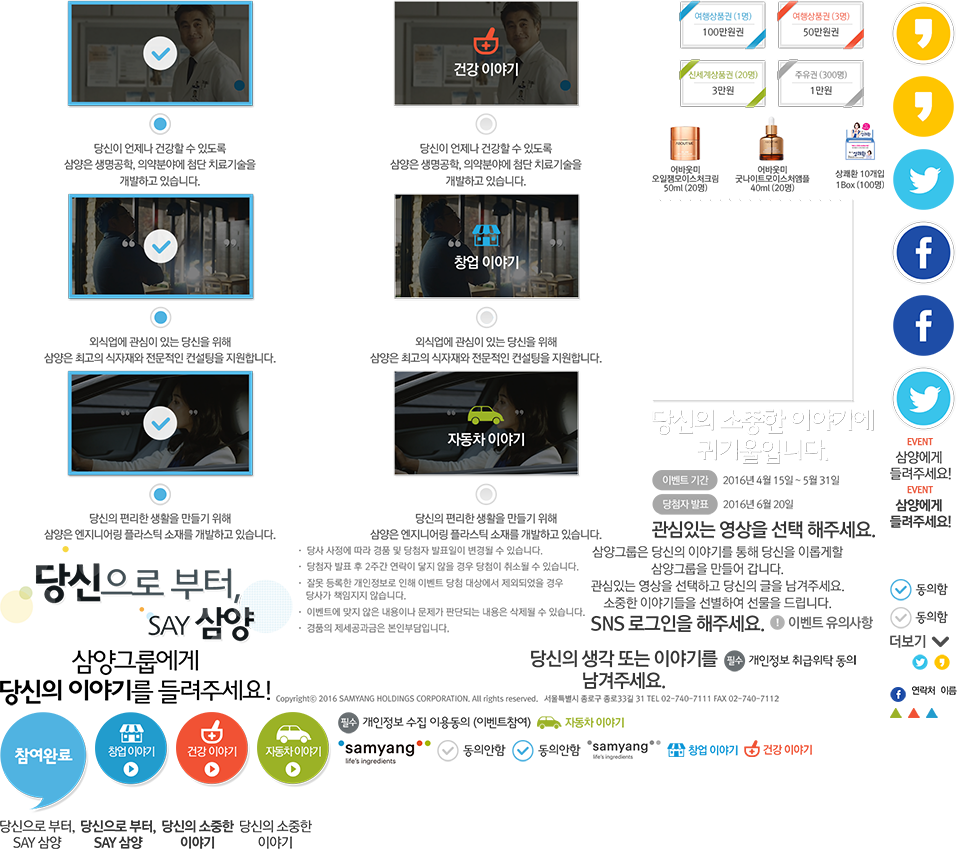 당신이 언제나 건강할 수 있도록
삼양은 생명공학, 의약분야에 첨단 치료기술을
개발하고 있습니다.
외식업에 관심이 있는 당신을 위해
삼양은 최고의 식자재와 전문적인 컨설팅을 지원합니다.
당신의 편리한 생활을 만들기 위해
삼양은 엔지니어링 플라스틱 소재를 개발하고 있습니다.
건강 이야기
당신이 언제나 건강할 수 있도록
삼양은 생명공학, 의약분야에 첨단 치료기술을
개발하고 있습니다.
창업 이야기
외식업에 관심이 있는 당신을 위해
삼양은 최고의 식자재와 전문적인 컨설팅을 지원합니다.
자동차 이야기
당신의 편리한 생활을 만들기 위해
삼양은 엔지니어링 플라스틱 소재를 개발하고 있습니다.
여행상품권 (1명)
100만원권
여행상품권 (3명)
50만원권
신세계상품권 (20명)
3만원
주유권 (300명)
1만원
어바웃미
오일잼모이스처크림
50ml (20명)
어바웃미
굿나이트모이스처앰플
40ml (20명)
상쾌환 10개입
1Box (100명)
당신의 소중한 이야기에
귀기울입니다.
이벤트 기간 2016년 4월 15일 ~ 5월 31일
당첨자 발표 2016년 6월 20일
관심있는 영상을 선택 해주세요.
삼양그룹은 당신의 이야기를 통해 당신을 이롭게할
삼양그룹을 만들어 갑니다.
관심있는 영상을 선택하고 당신의 글을 남겨주세요.
소중한 이야기들을 선별하여 선물을 드립니다.
SNS 로그인을 해주세요.
이벤트 유의사항
EVENT
삼양에게
들려주세요!
EVENT
삼양에게
들려주세요!
동의함
동의함
더보기
연락처 이름
당신으로 부터,
SAY 삼양
· 당사 사정에 따라 경품 및 당첨자 발표일이 변경될 수 있습니다.
· 당첨자 발표 후 2주간 연락이 닿지 않을 경우 당첨이 취소될 수 있습니다.
· 잘못 등록한 개인정보로 인해 이벤트 당첨 대상에서 제외되었을 경우
당사가 책임지지 않습니다.
· 이벤트에 맞지 않은 내용이나 문제가 판단되는 내용은 삭제될 수 있습니다.
· 경품의 제세공과금은 본인부담입니다.
삼양그룹에게
당신의 이야기를 들려주세요!
당신의 생각 또는 이야기를
남겨주세요.
필수 개인정보 취급위탁 동의
Copyrightⓒ 2016 SAMYANG HOLDINGS CORPORATION. All rights reserved. 서울특별시 종로구 종로33길 31 TEL 02-740-7111 FAX 02-740-7112
필수 개인정보 수집 이용동의 (이벤트참여)
자동차 이야기
참여완료
창업 이야기
건강 이야기
자동차 이야기
samyang
life's ingredients
동의안함
동의안함
samyang
life's ingredients
창업 이야기
건강 이야기
당신으로 부터,
SAY 삼양
당신으로 부터,
SAY 삼양
당신의 소중한
이야기
당신의 소중한
이야기